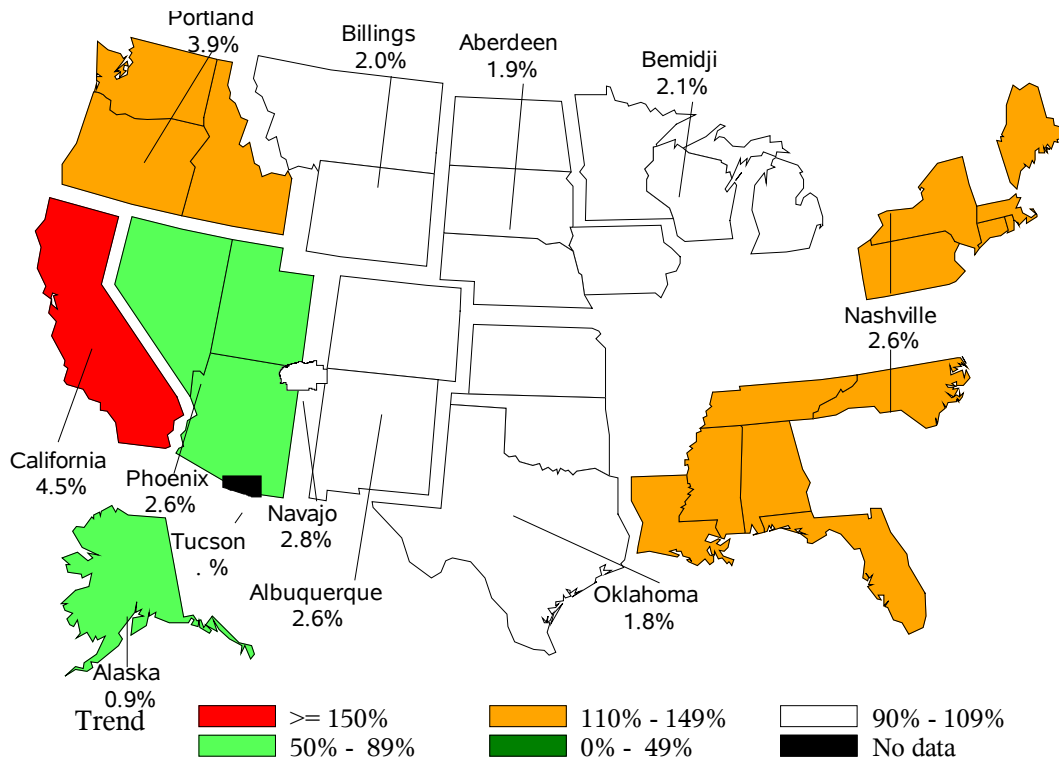 Portland
3.9%
Billings
2.0%
Aberdeen
1.9%
Bemidji
2.1%
Nashville
2.6%
California
4.5%
Phoenix
2.6%
Tucson
. %
Navajo
2.8%
Albuquerque
2.6%
Oklahoma
1.8%
Alaska
0.9%
Trend
>= 150%
110% - 149%
90% - 109%
50% - 89%
0% - 49%
No data